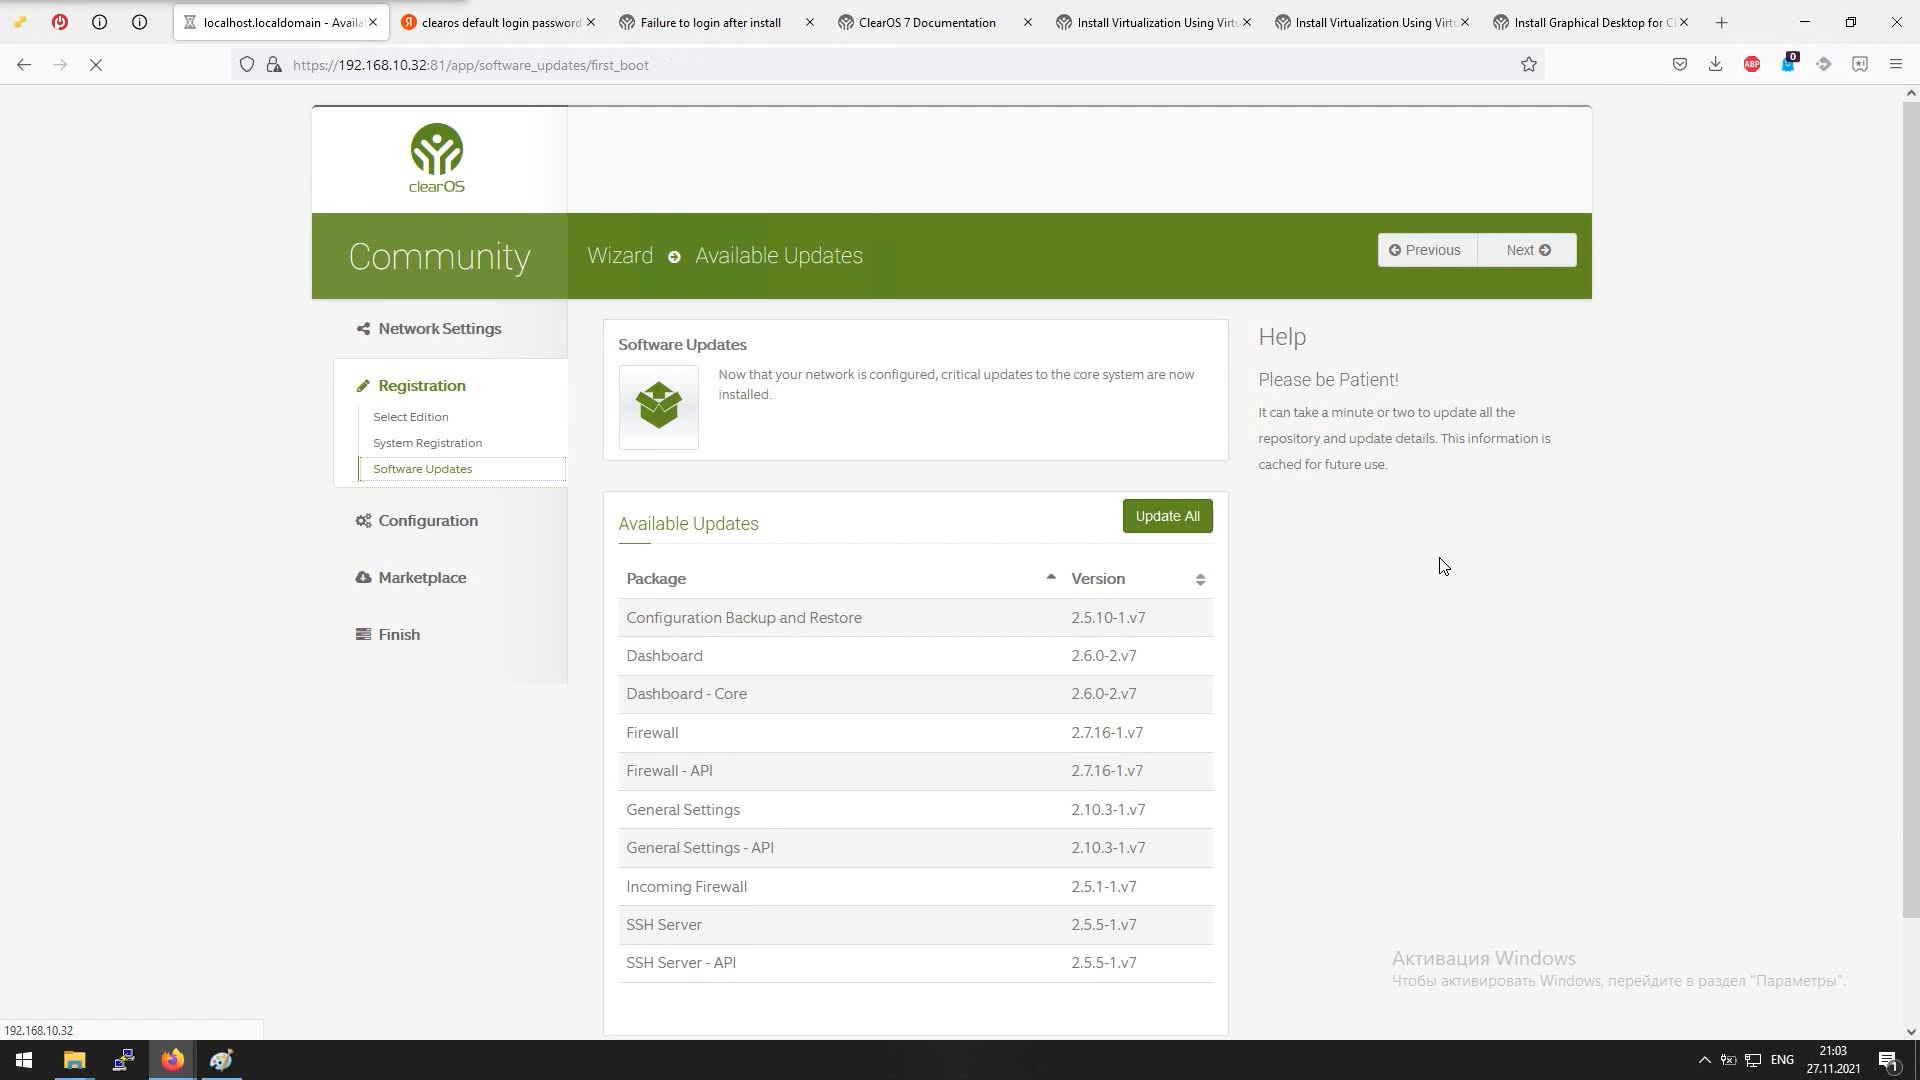 localhost.localdomain - Availa
clearos default login password
Failure to login after install
ClearOS 7 Documentation
Install Virtualization Using Virtu
Install Virtualization Using Virtu
Install Graphical Desktop for Cl
https://192.168.10.32:81/app/software_updates/first_boot
ABP
0
clearOS
Community
Wizard
Available Updates
Previous
Next
Network Settings
Registration
Select Edition
System Registration
Software Updates
Configuration
Marketplace
Finish
Software Updates
Now that your network is configured, critical updates to the core system are now
installed.
Available Updates
Update All
Package Version
Configuration Backup and Restore 2.5.10-1.v7
Dashboard 2.6.0-2.v7
Dashboard - Core 2.6.0-2.v7
Firewall 2.7.16-1.v7
Firewall - API 2.7.16-1.v7
General Settings 2.10.3-1.v7
General Settings - API 2.10.3-1.v7
Incoming Firewall 2.5.1-1.v7
SSH Server 2.5.5-1.v7
SSH Server - API 2.5.5-1.v7
Help
Please be Patient!
It can take a minute or two to update all the
repository and update details. This information is
cached for future use.
Активация Windows
Чтобы активировать Windows, перейдите в раздел "Параметры".
192.168.10.32
ENG
21:03
27.11.2021
1